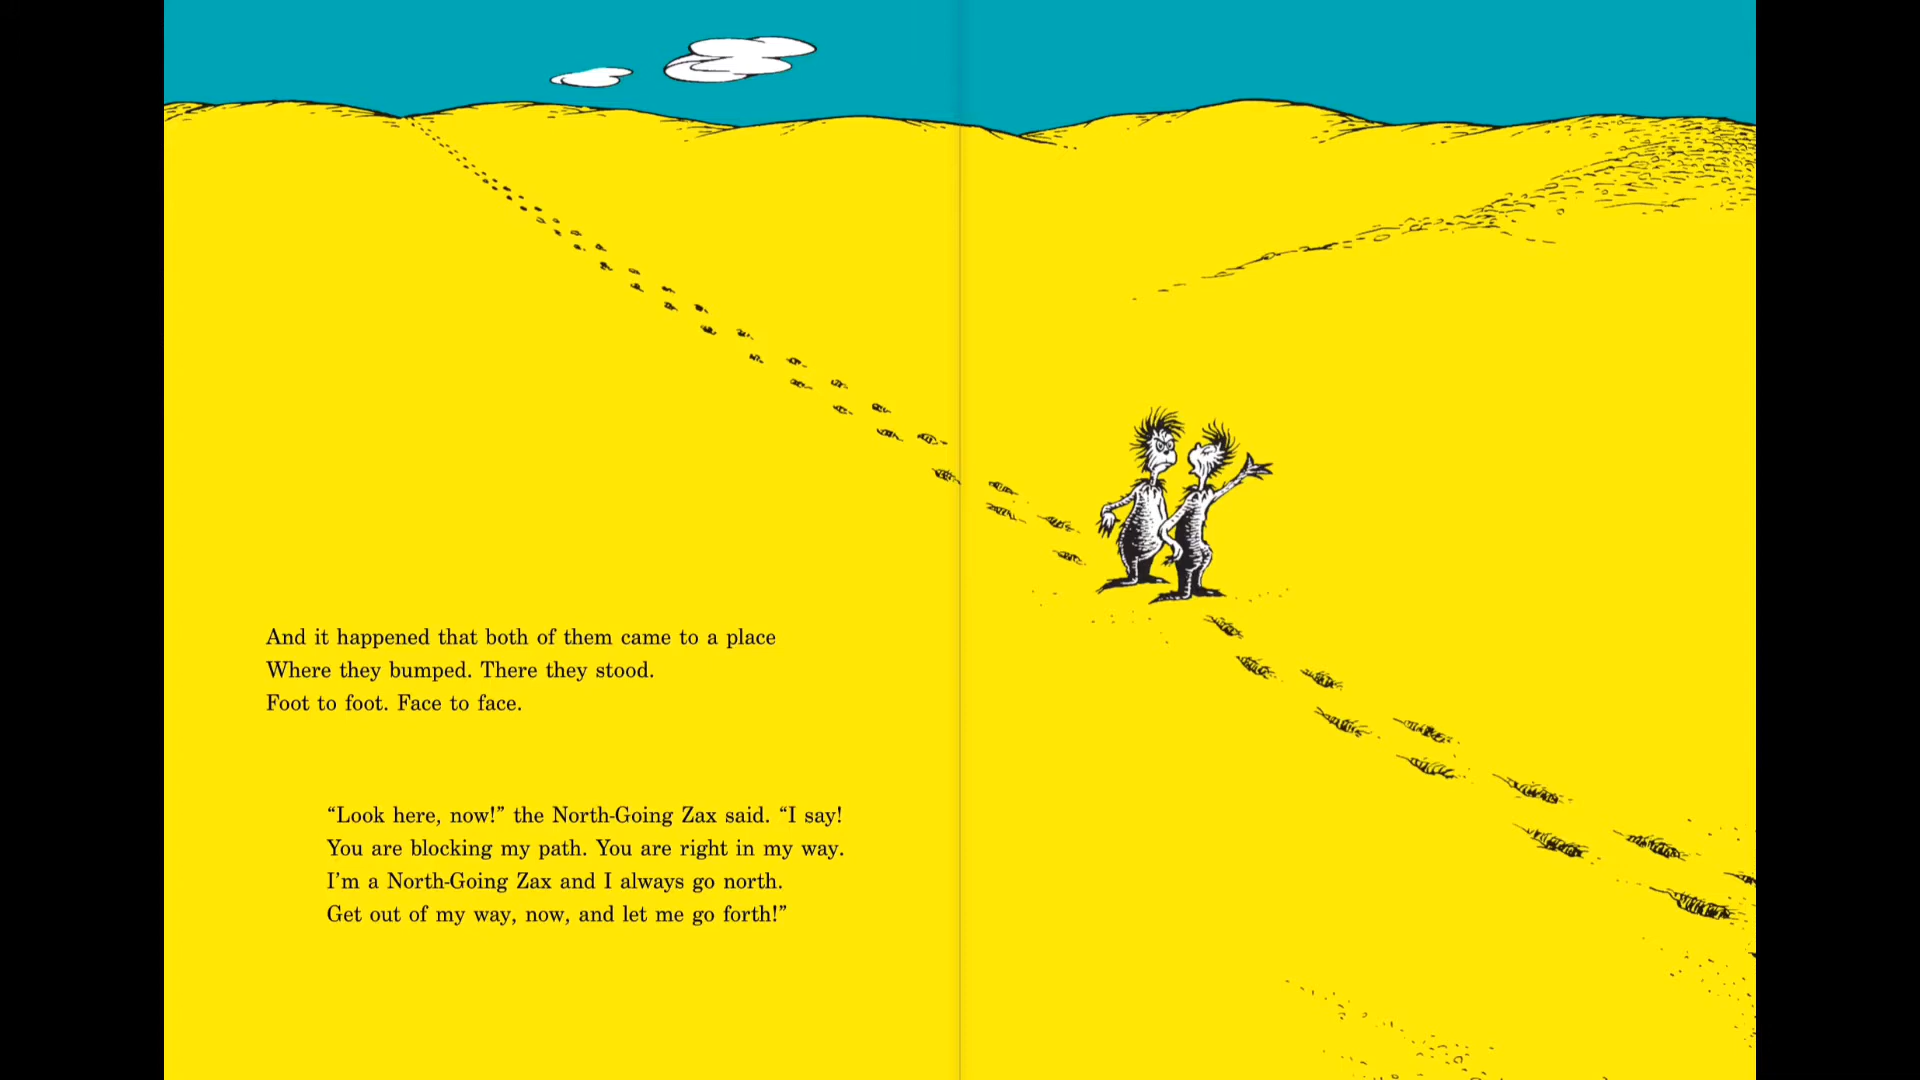 And it happened that both of them came to a place
Where they bumped. There they stood.
Foot to foot. Face to face.
“Look here, now!” the North-Going Zax said. “I say!
You are blocking my path. You are right in my way.
I’m a North-Going Zax and I always go north.
Get out of my way, now, and let me go forth!”